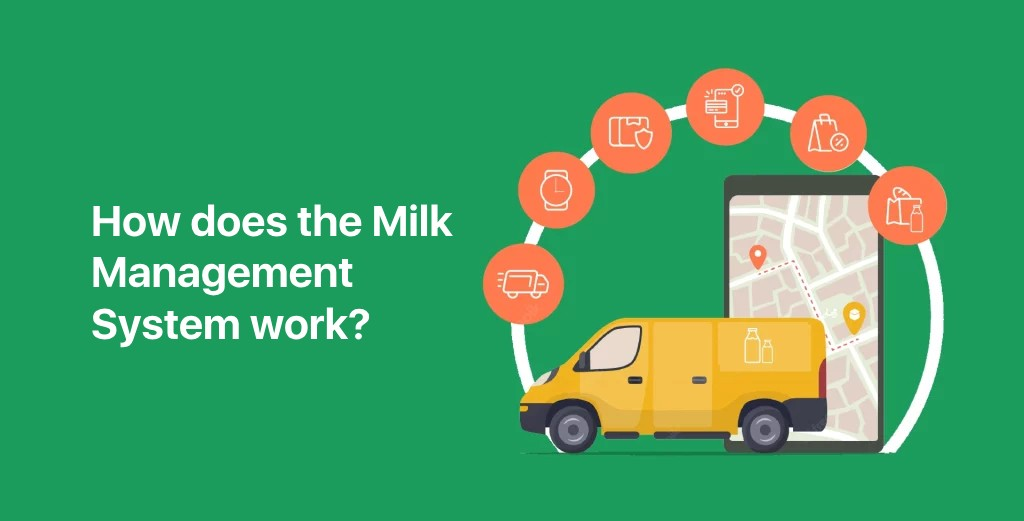 How does the Milk
Management
System work?